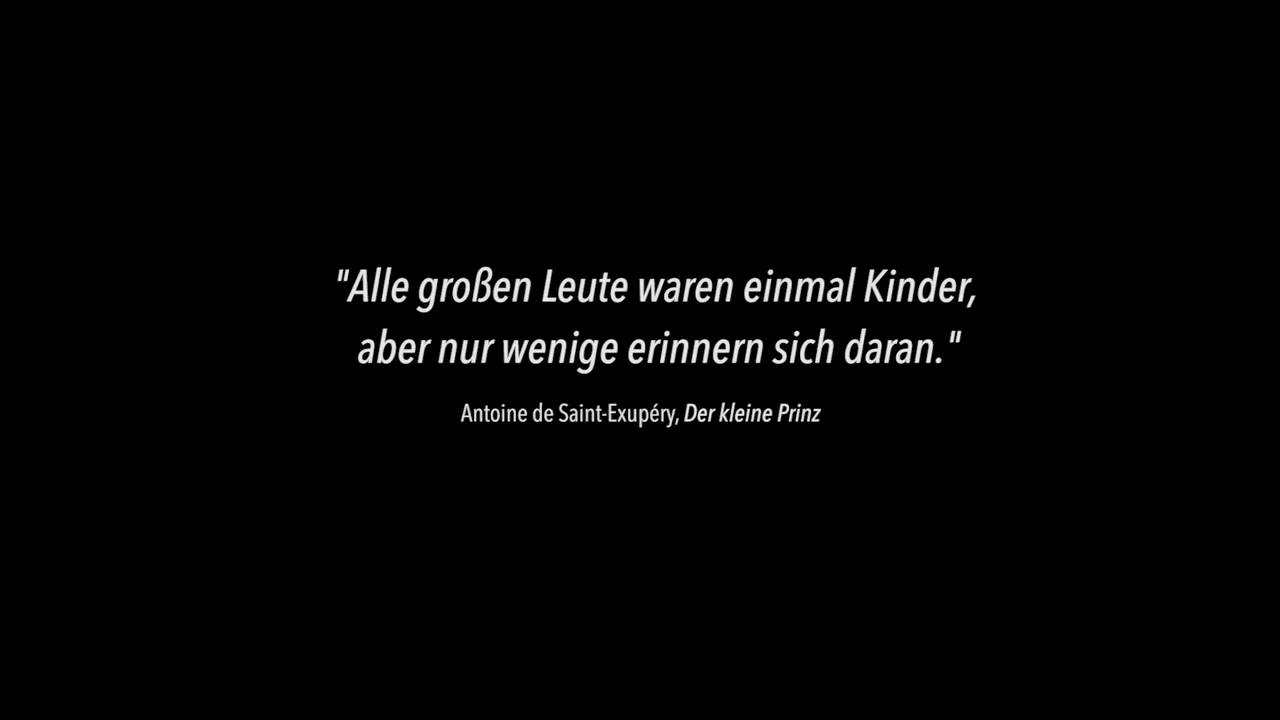 "Alle großen Leute waren einmal Kinder,
aber nur wenige erinnern sich daran."
Antoine de Saint-Exupéry, Der kleine Prinz